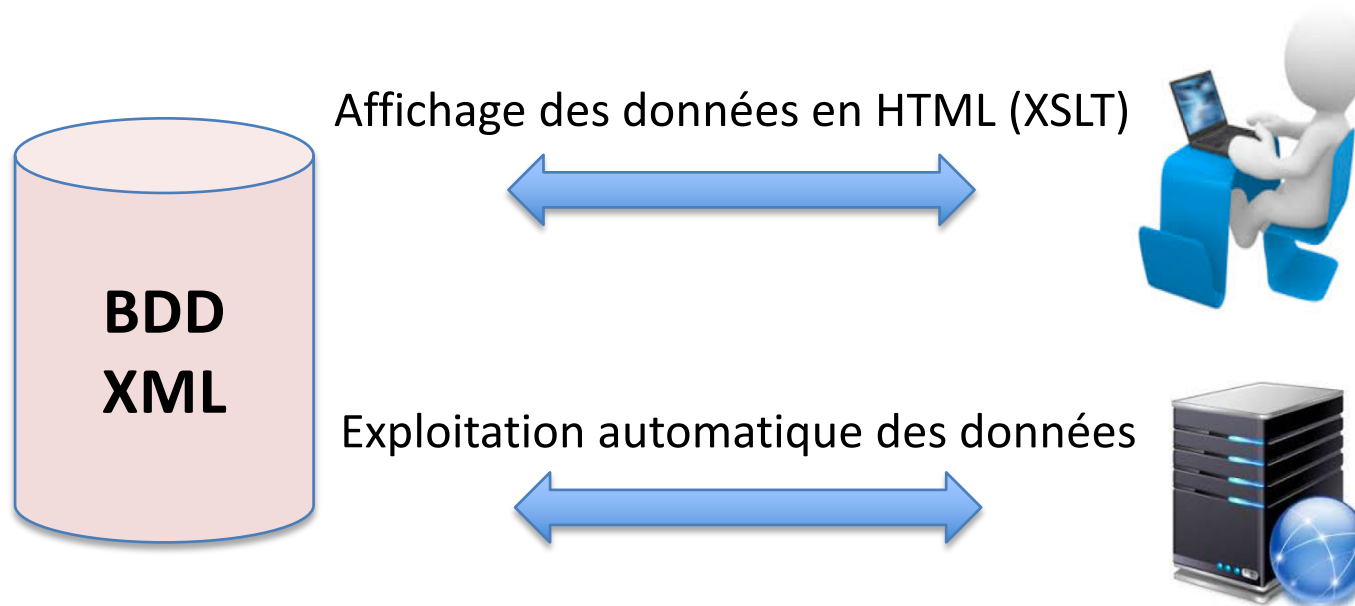 Affichage des données en HTML (XSLT)
BDD
XML
Exploitation automatique des données